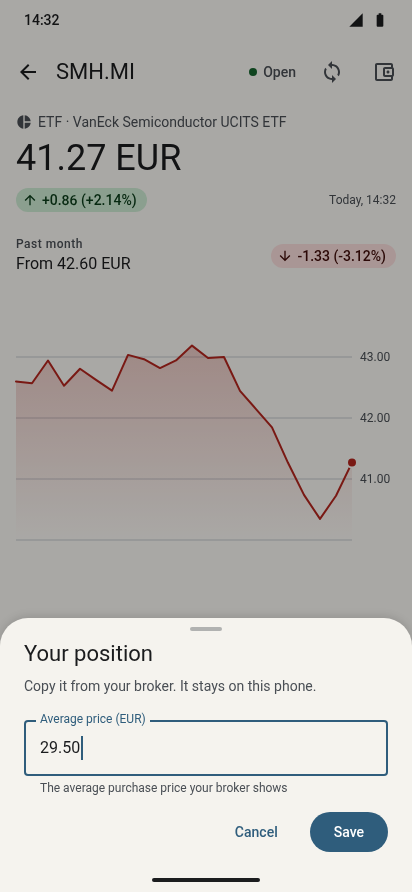 14:32
SMH.MI
Open
ETF · VanEck Semiconductor UCITS ETF
41.27 EUR
+0.86 (+2.14%)
Today, 14:32
Past month
From 42.60 EUR
-1.33 (-3.12%)
43.00
42.00
41.00
Your position
Copy it from your broker. It stays on this phone.
Average price (EUR)
29.50
The average purchase price your broker shows
Cancel
Save